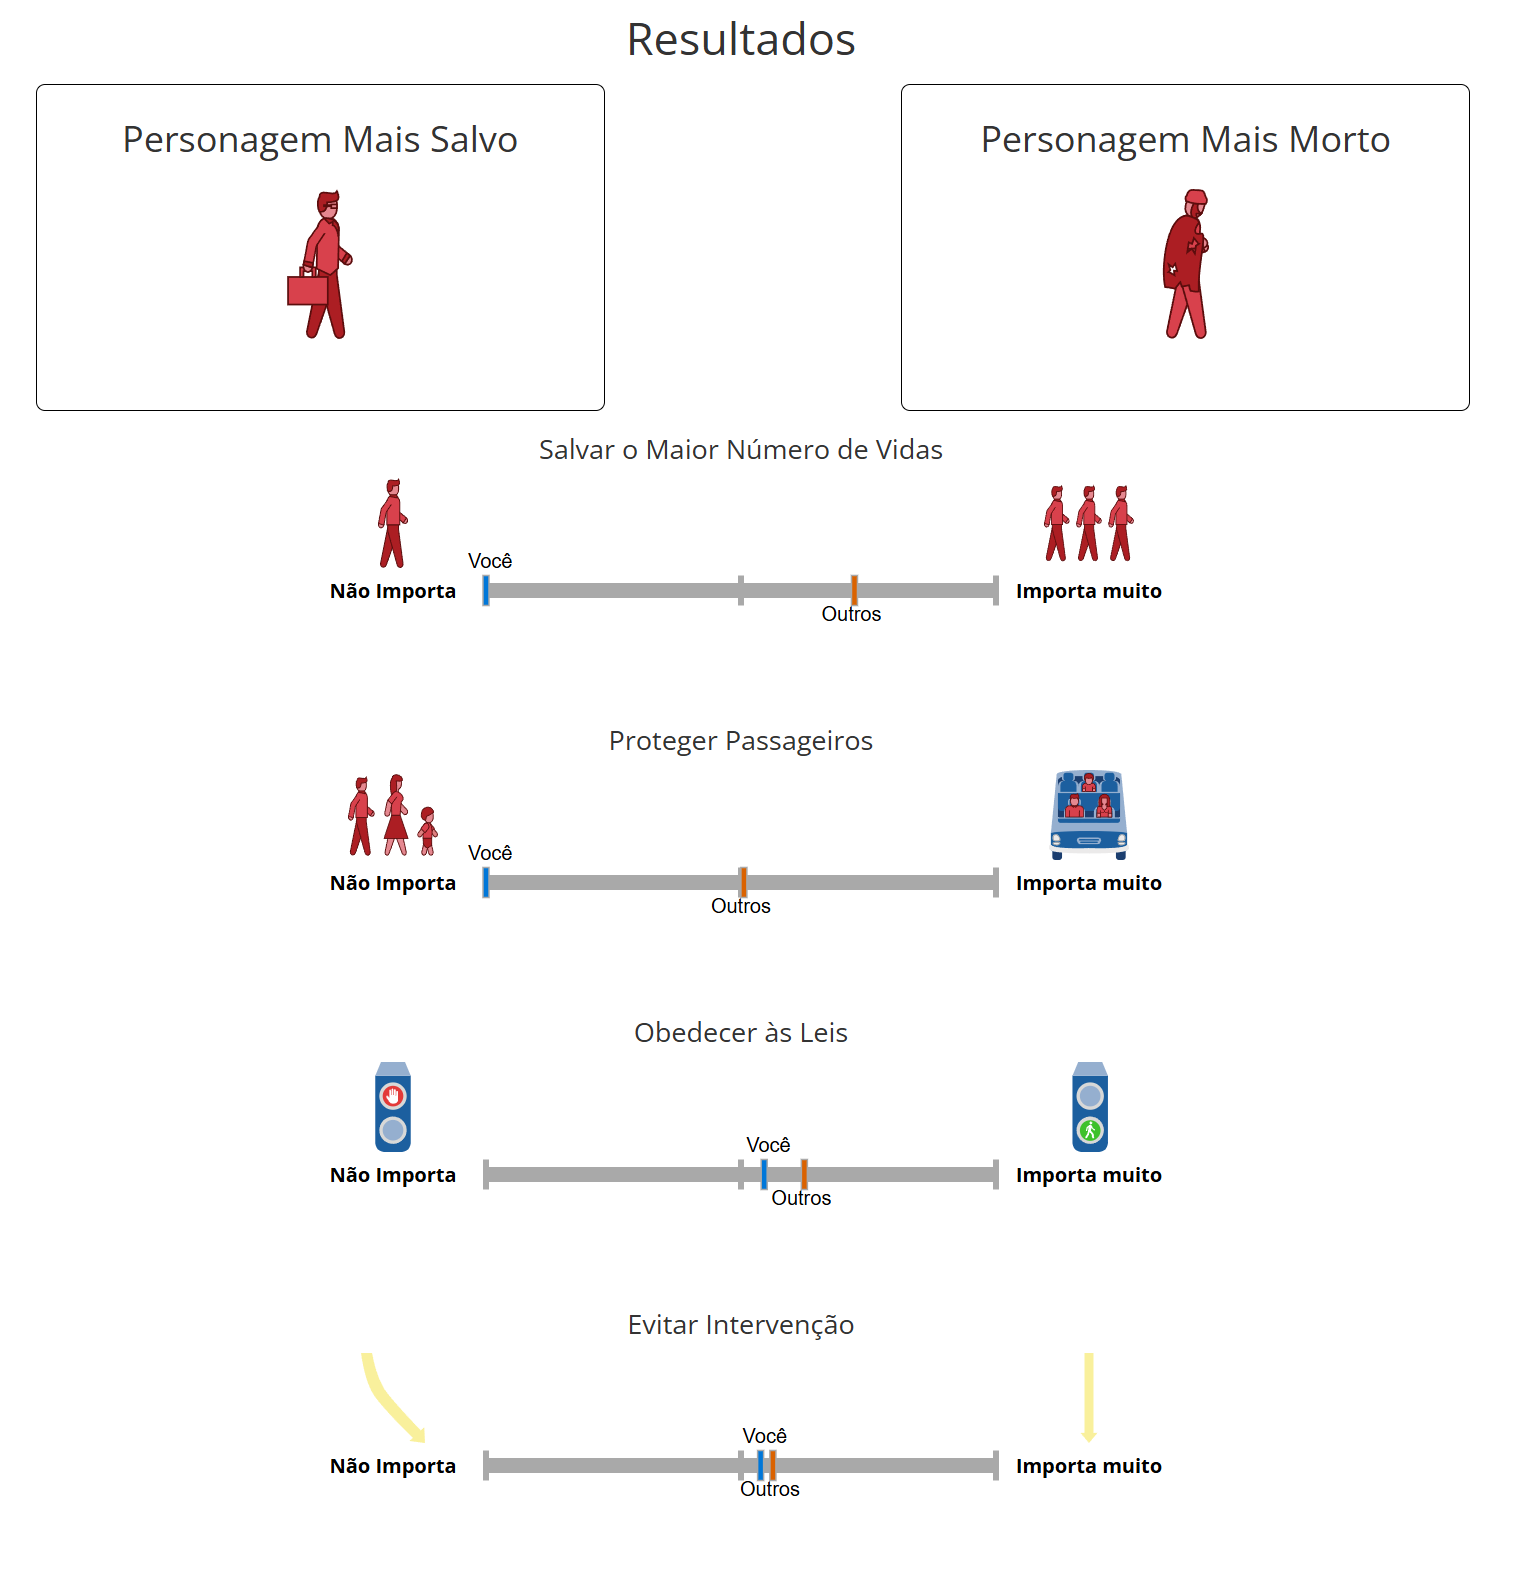 Resultados
Personagem Mais Salvo
Personagem Mais Morto
Salvar o Maior Número de Vidas
Você
Não Importa
Importa muito
Outros
Proteger Passageiros
Você
Não Importa
Importa muito
Outros
Obedecer às Leis
Você
Não Importa
Importa muito
Outros
Evitar Intervenção
Você
Não Importa
Importa muito
Outros